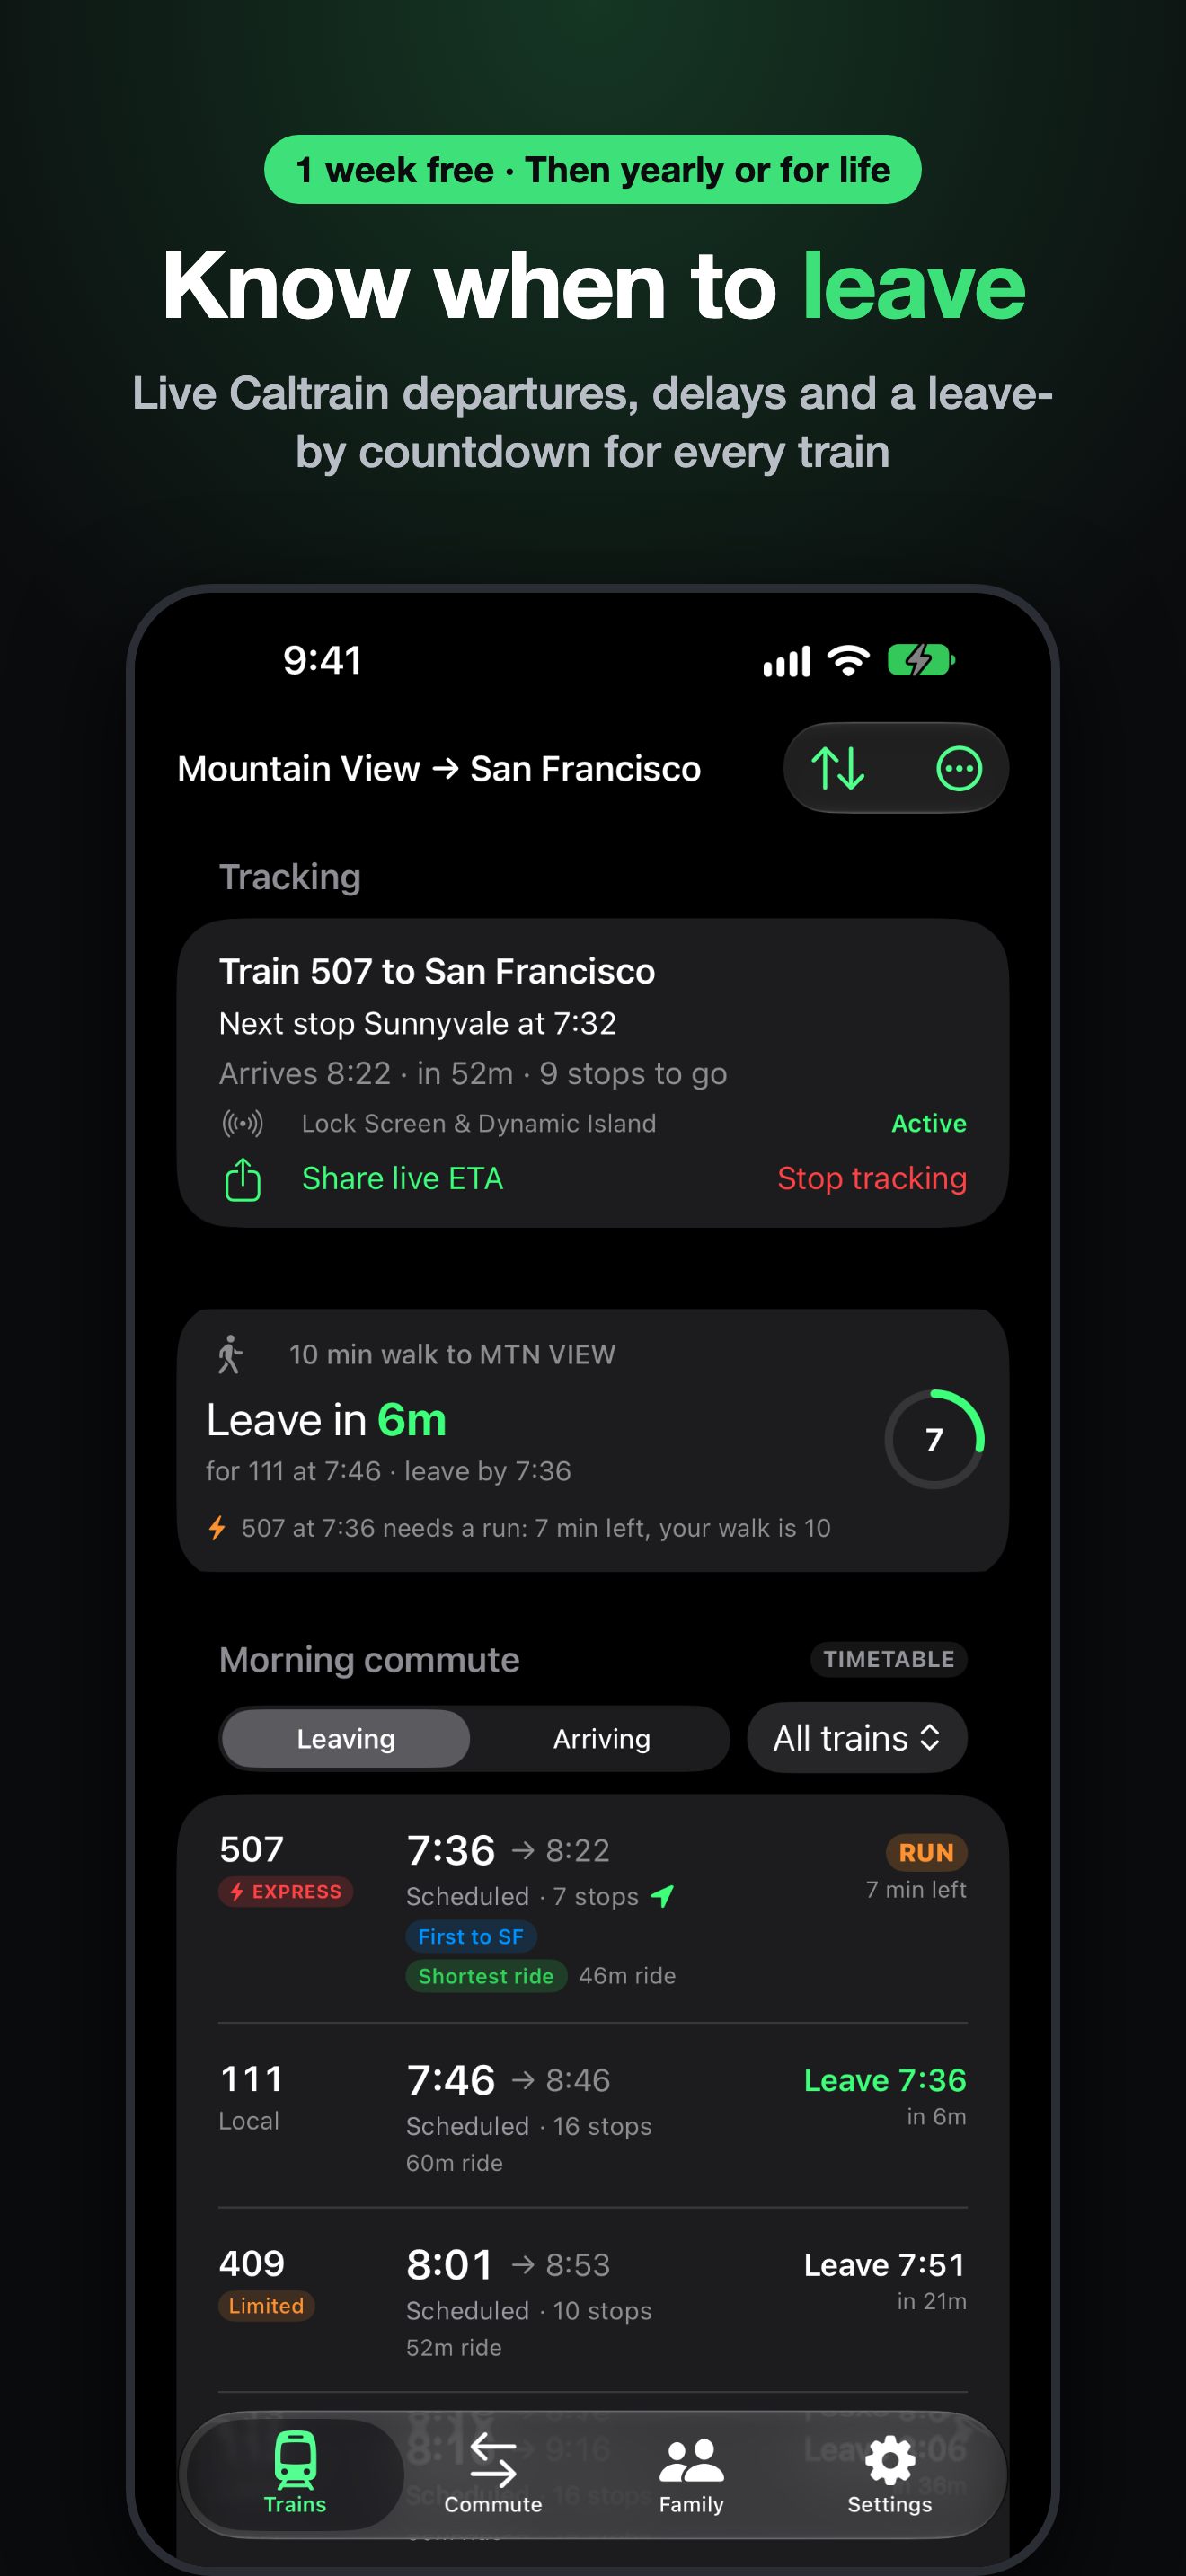 1 week free · Then yearly or for life
Know when to leave
Live Caltrain departures, delays and a leave-
by countdown for every train
9:41
Mountain View → San Francisco
Tracking
Train 507 to San Francisco
Next stop Sunnyvale at 7:32
Arrives 8:22 · in 52m · 9 stops to go
Lock Screen & Dynamic Island Active
Share live ETA Stop tracking
10 min walk to MTN VIEW
Leave in 6m
7
for 111 at 7:46 · leave by 7:36
507 at 7:36 needs a run: 7 min left, your walk is 10
Morning commute TIMETABLE
Leaving Arriving All trains
507 7:36 → 8:22 RUN
EXPRESS Scheduled · 7 stops 7 min left
First to SF
Shortest ride 46m ride
111 7:46 → 8:46 Leave 7:36
Local Scheduled · 16 stops in 6m
60m ride
409 8:01 → 8:53 Leave 7:51
Limited Scheduled · 10 stops in 21m
52m ride
Trains Commute Family Settings